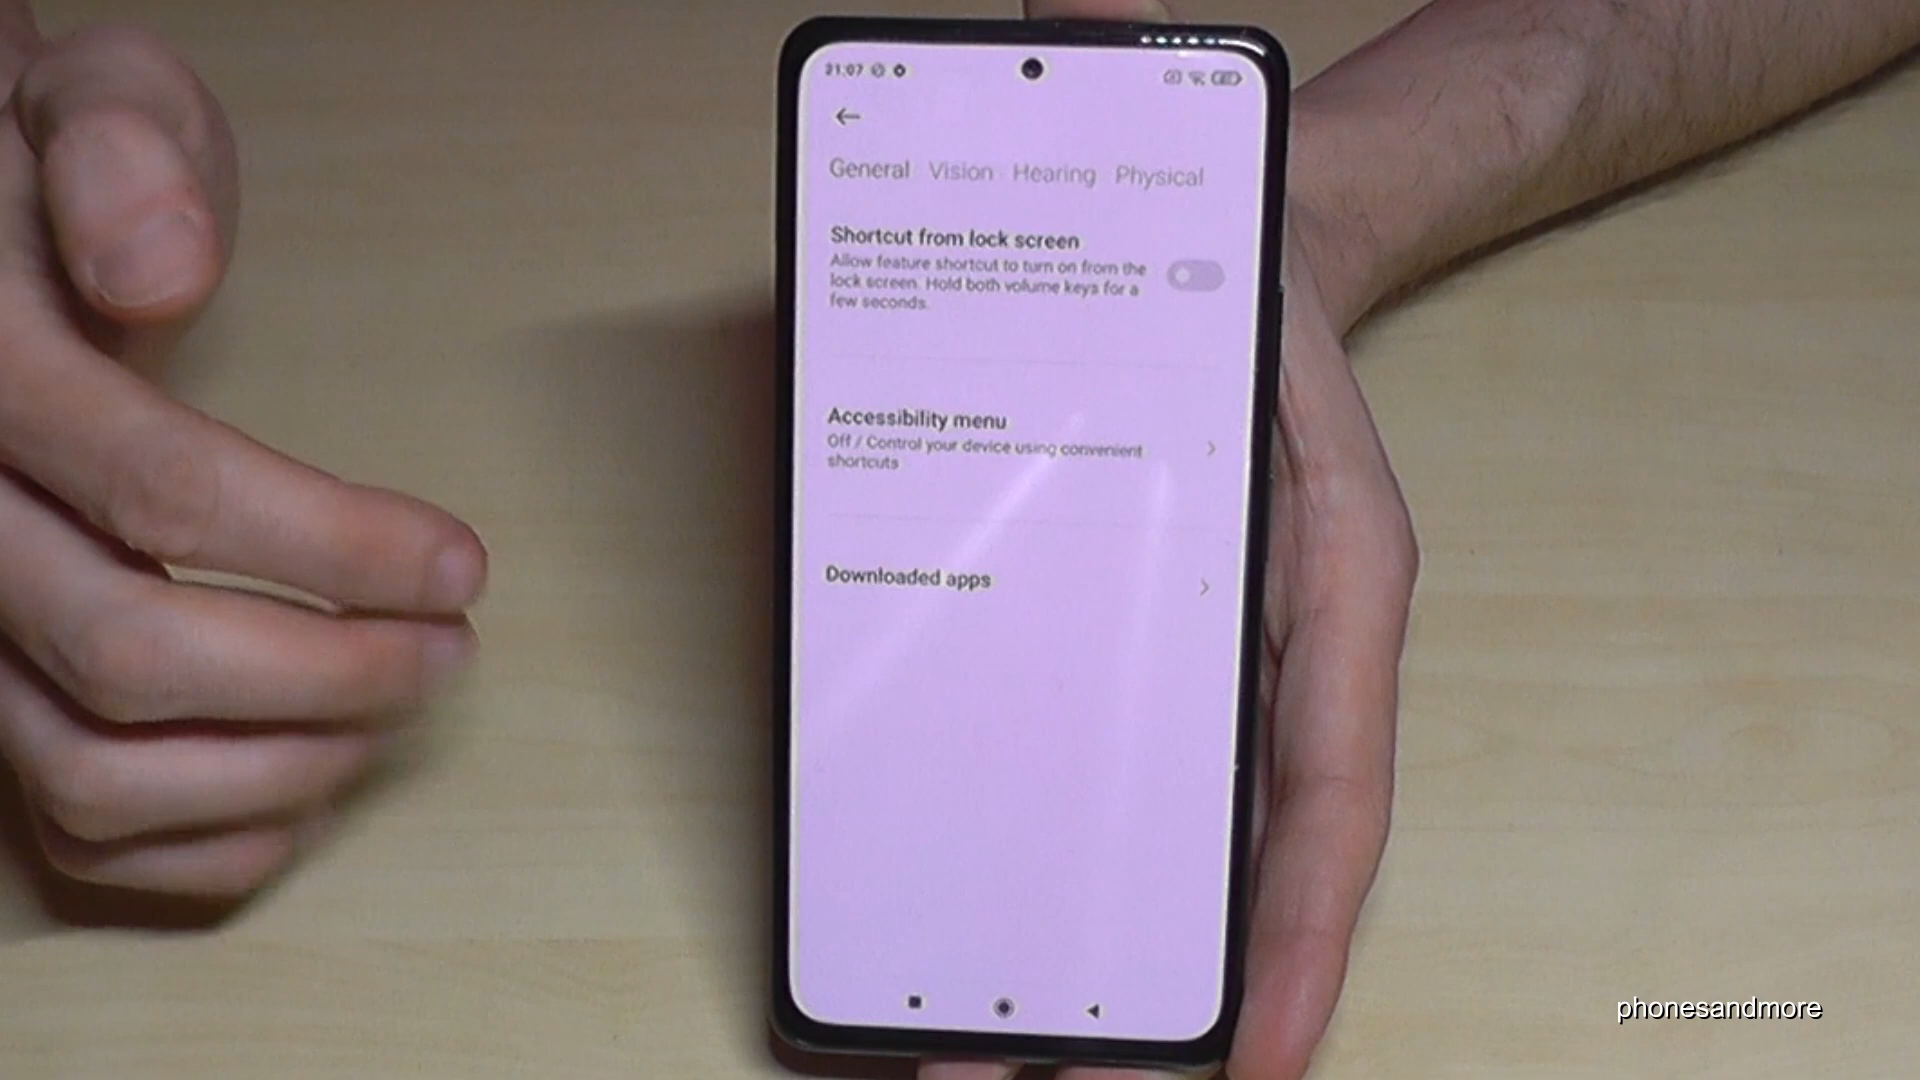 21:07
General Vision Hearing Physical
Shortcut from lock screen
Allow feature shortcut to turn on from the
lock screen. Hold both volume keys for a
few seconds.
Accessibility menu
Off / Control your device using convenient
shortcuts
Downloaded apps
phonesandmore